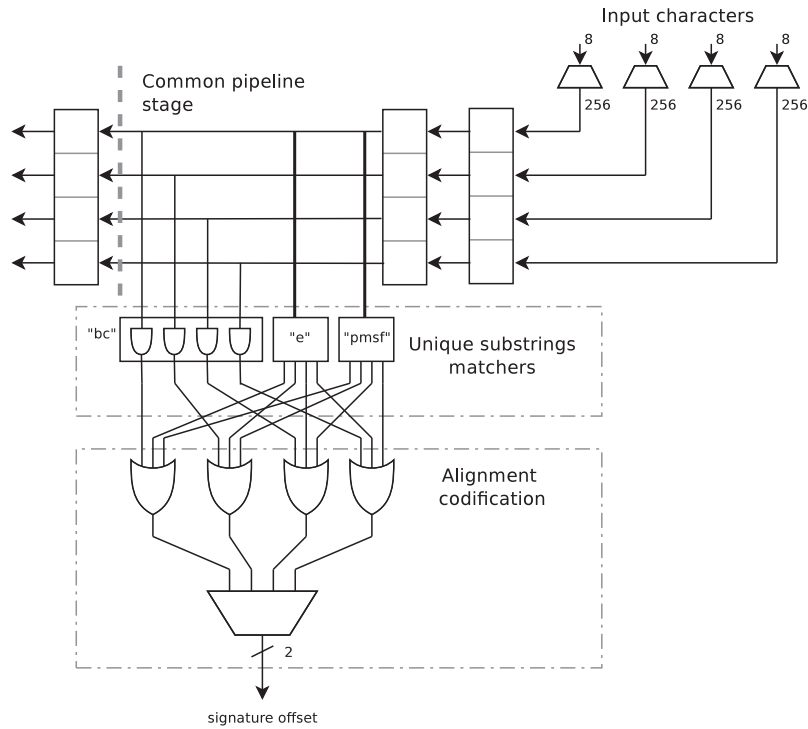 Input characters
8
8
8
8
Common pipeline
stage
256
256
256
256
"bc"
"e"
"pmsf"
Unique substrings
matchers
Alignment
codification
2
signature offset